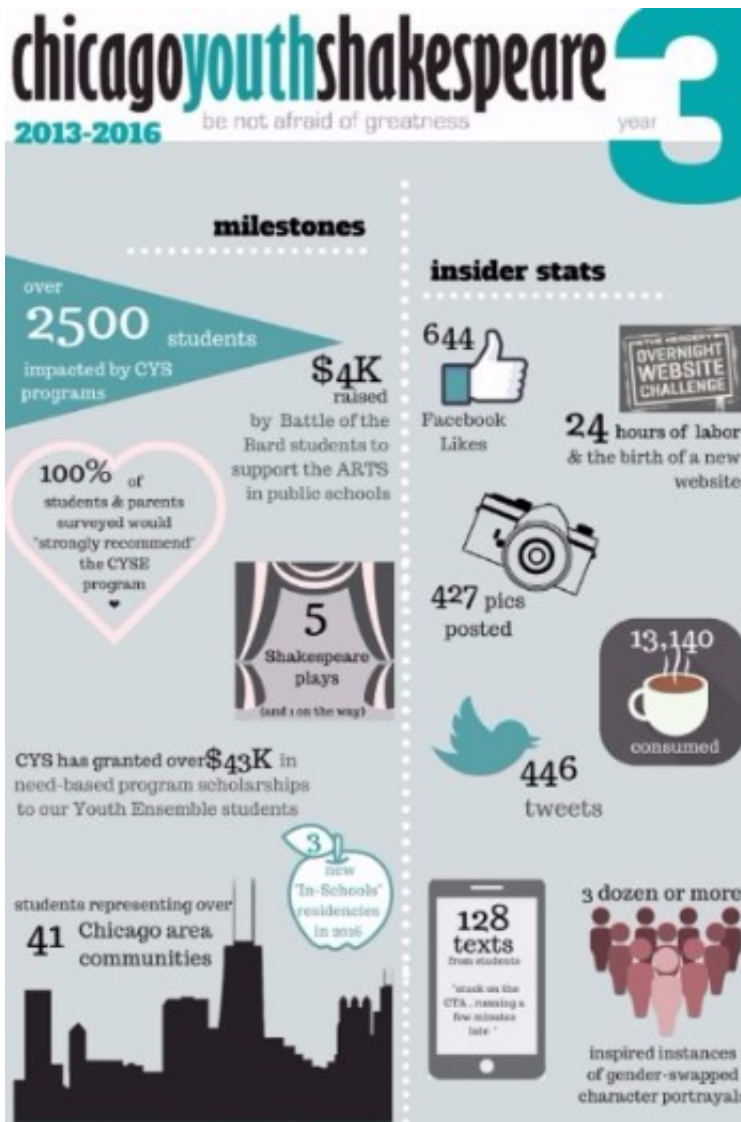 chicagoyouthshakespeare
2013-2016
be not afraid of greatness
year
3
milestones
over
2500 students
impacted by CYS
programs
$4K
raised
by Battle of the
Bard students to
support the ARTS
in public schools
100% of
students & parents
surveyed would
"strongly recommend"
the CYSE
program
5
Shakespeare
plays
(and 1 on the way)
CYS has granted over $43K in
need-based program scholarships
to our Youth Ensemble students
3
new
"In-Schools"
residencies
in 2016
students representing over
41 Chicago area
communities
insider stats
644
Facebook
Likes
THE NERDERY
OVERNIGHT
WEBSITE
CHALLENGE
24 hours of labor
& the birth of a new
website
427 pics
posted
13,140
consumed
446
tweets
128
texts
from students
"stuck on the
CTA , running a
few minutes
late "
3 dozen or more
inspired instances
of gender-swapped
character portrayals